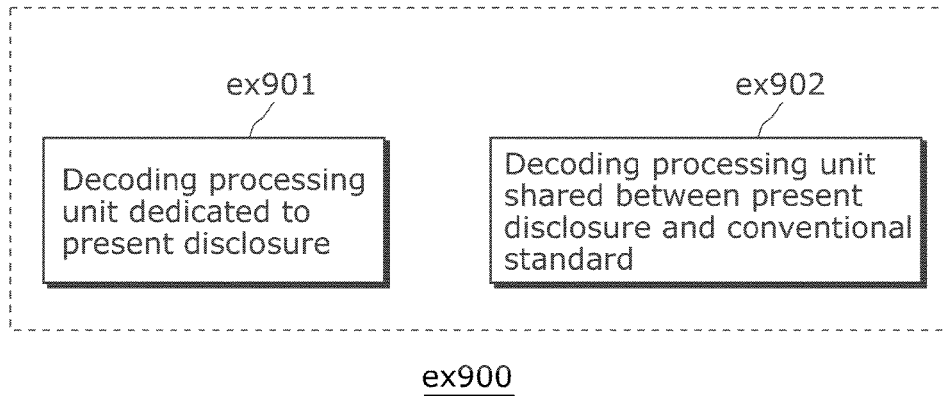 ex901
ex902
Decoding processing
unit dedicated to
present disclosure
Decoding processing unit
shared between present
disclosure and conventional
standard
ex900